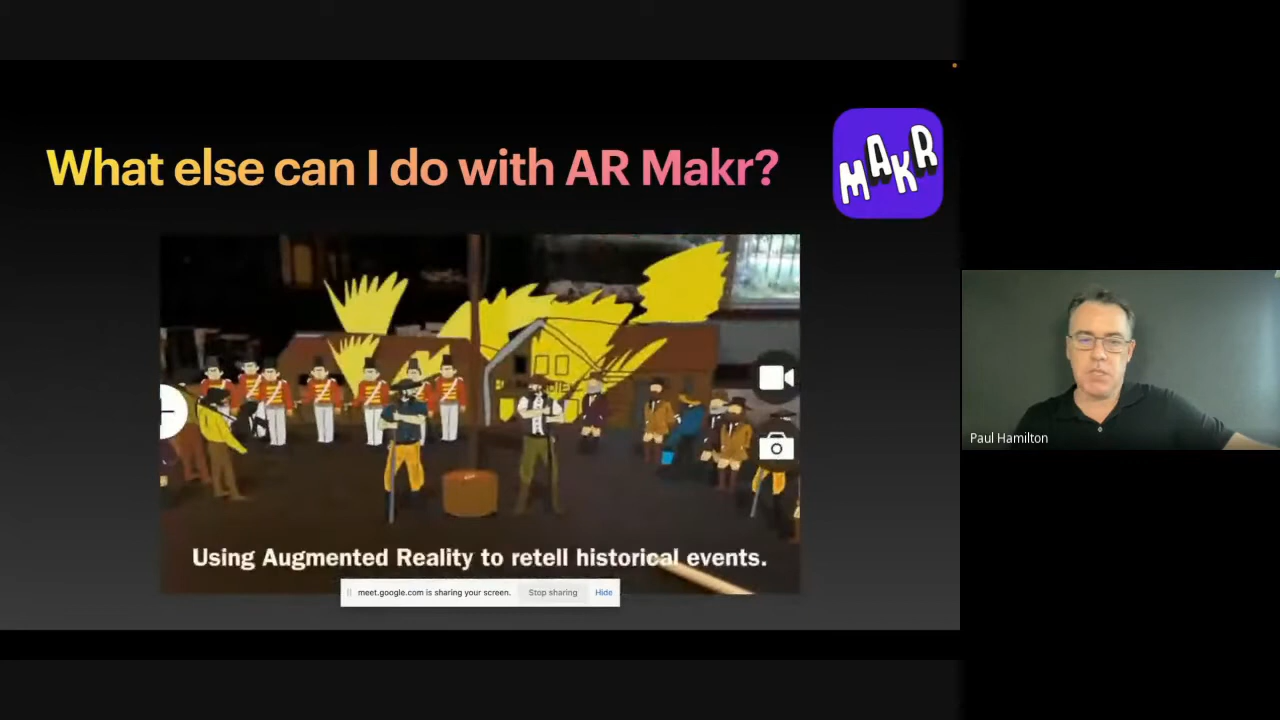 What else can I do with AR Makr?
MAKR
Using Augmented Reality to retell historical events.
meet.google.com is sharing your screen. Stop sharing Hide
Paul Hamilton